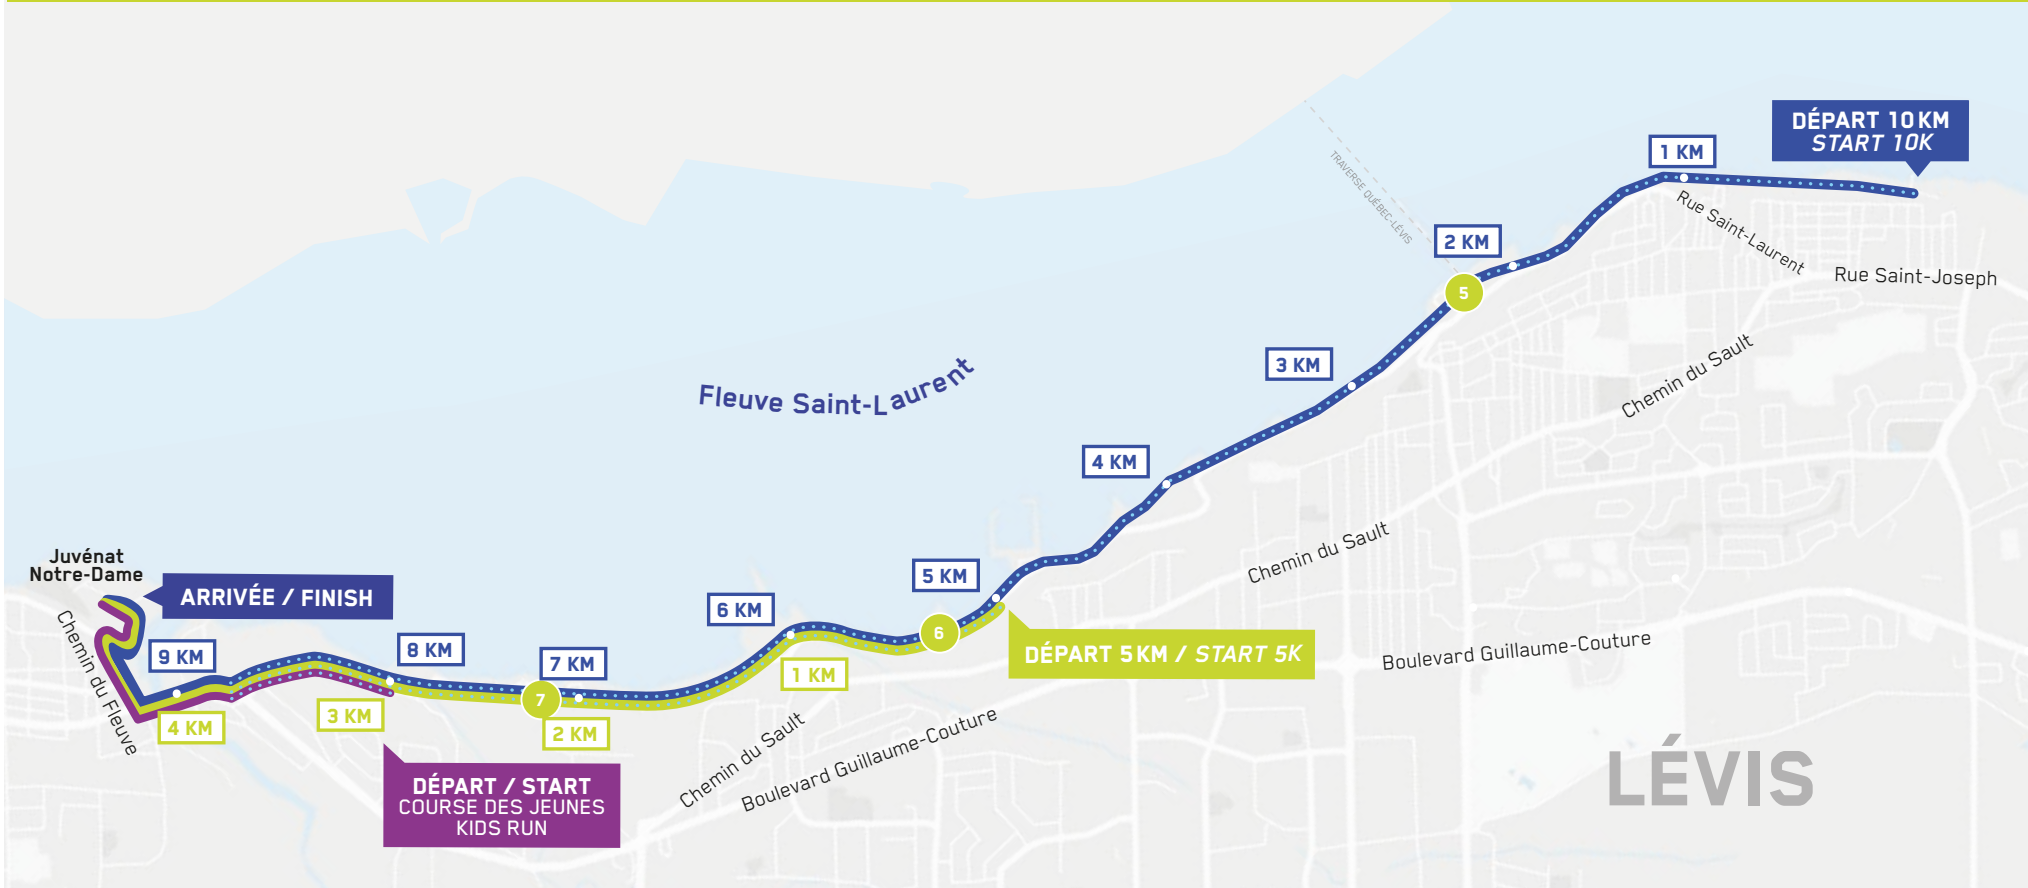 DÉPART 10 KM
START 10K
1 KM
Rue Saint-Laurent
Rue Saint-Joseph
TRAVERSE QUÉBEC-LÉVIS
2 KM
5
3 KM
Chemin du Sault
Fleuve Saint-Laurent
4 KM
Chemin du Sault
5 KM
6
DÉPART 5 KM / START 5K
Boulevard Guillaume-Couture
6 KM
1 KM
7 KM
7
2 KM
Chemin du Sault
Boulevard Guillaume-Couture
8 KM
3 KM
DÉPART / START
COURSE DES JEUNES
KIDS RUN
9 KM
4 KM
Juvénat
Notre-Dame
ARRIVÉE / FINISH
Chemin du Fleuve
LÉVIS